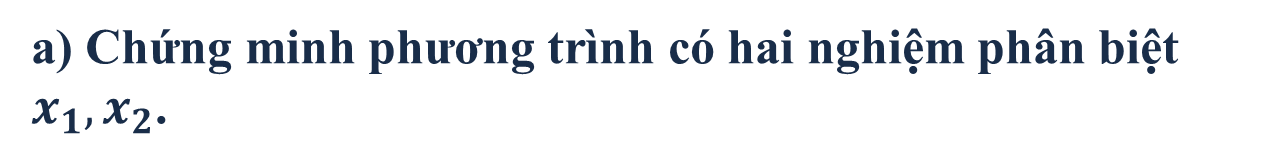 a) Chứng minh phương trình có hai nghiệm phân biệt
x₁, x₂.